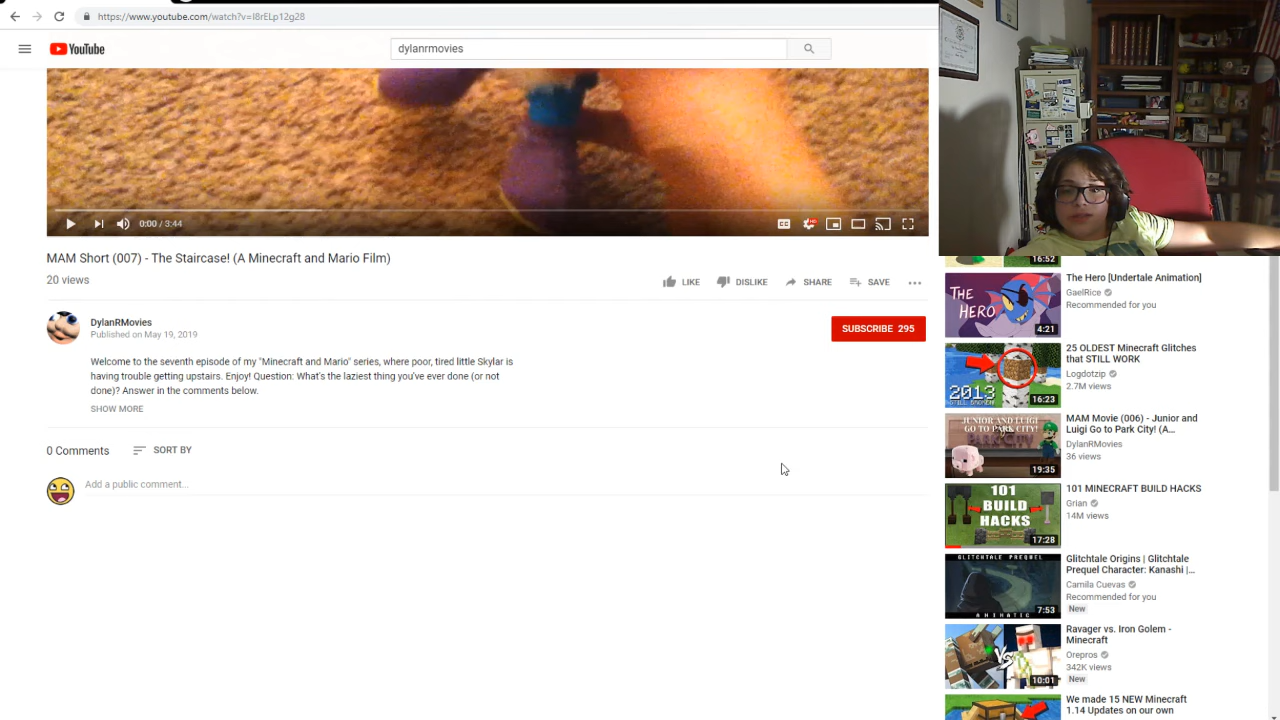 https://www.youtube.com/watch?v=I8rELp12g28
YouTube
dylanrmovies
0:00 / 3:44
CC
HD
MAM Short (007) - The Staircase! (A Minecraft and Mario Film)
20 views
LIKE
DISLIKE
SHARE
SAVE
DylanRMovies
Published on May 19, 2019
SUBSCRIBE 295
Welcome to the seventh episode of my "Minecraft and Mario" series, where poor, tired little Skylar is
having trouble getting upstairs. Enjoy! Question: What's the laziest thing you've ever done (or not
done)? Answer in the comments below.
SHOW MORE
0 Comments
SORT BY
Add a public comment...
16:52
THE
HERO
4:21
The Hero [Undertale Animation]
GaelRice
Recommended for you
2013
STILL BROKEN!
16:23
25 OLDEST Minecraft Glitches
that STILL WORK
Logdotzip
2.7M views
JUNIOR AND LUIGI
GO TO PARK CITY!
PARK CITY
19:35
MAM Movie (006) - Junior and
Luigi Go to Park City! (A...
DylanRMovies
36 views
101
BUILD
HACKS
17:28
101 MINECRAFT BUILD HACKS
Grian
14M views
GLITCHTALE PREQUEL
ANIMATIC
7:53
Glitchtale Origins | Glitchtale
Prequel Character: Kanashi |...
Camila Cuevas
Recommended for you
New
VS
10:01
Ravager vs. Iron Golem -
Minecraft
Orepros
342K views
New
We made 15 NEW Minecraft
1.14 Updates on our own